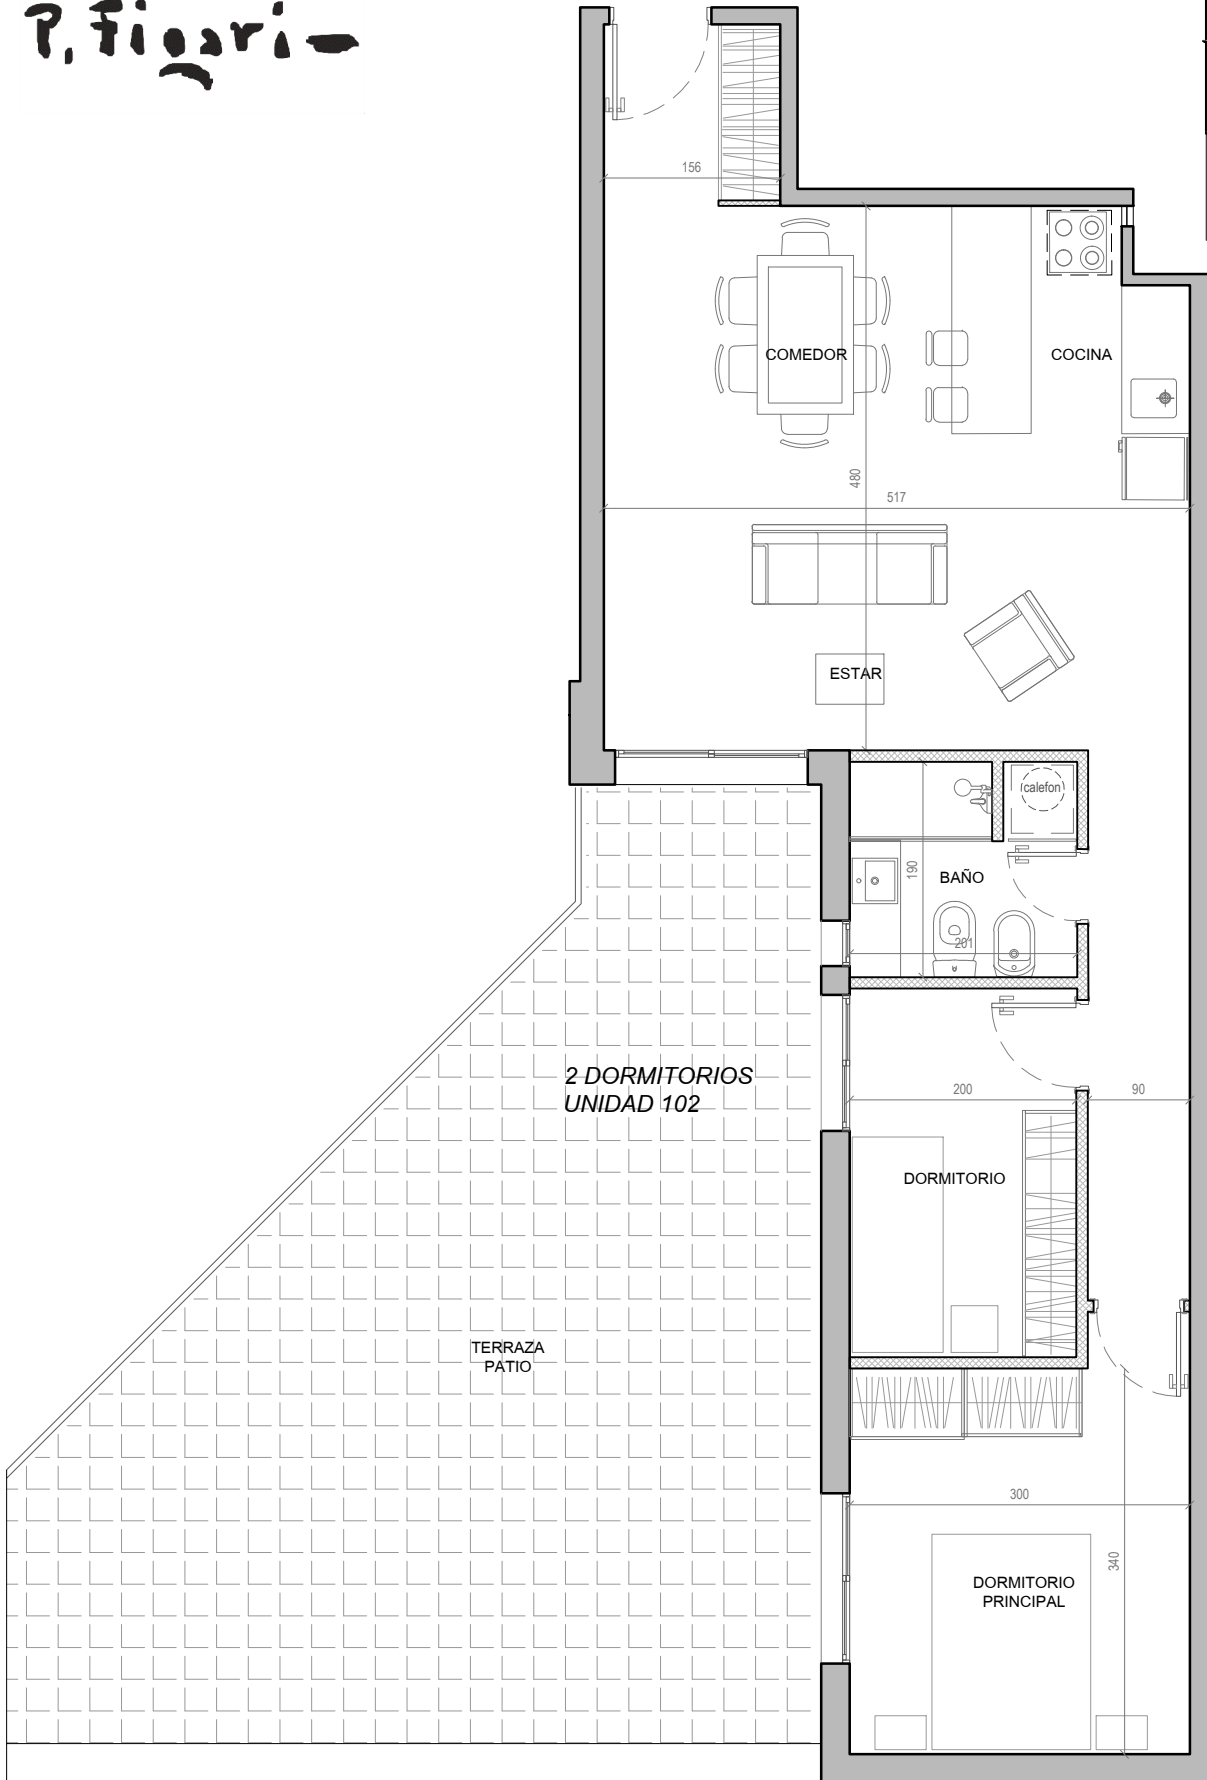 P. Figari
156
COMEDOR
COCINA
480
517
ESTAR
calefon
190
BAÑO
201
2 DORMITORIOS
UNIDAD 102
200
90
DORMITORIO
TERRAZA
PATIO
300
340
DORMITORIO
PRINCIPAL